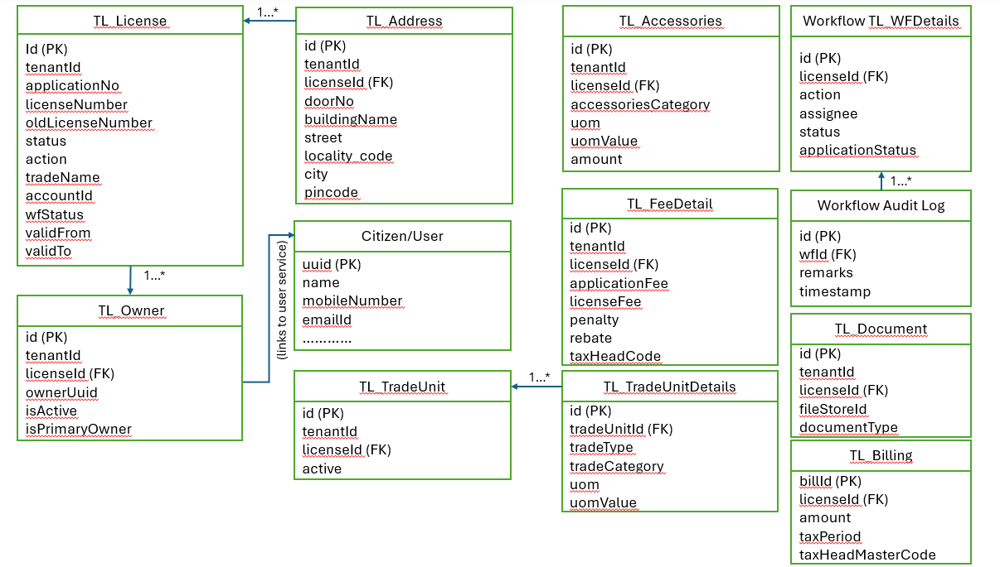 TL_License
Id (PK)
tenantId
applicationNo
licenseNumber
oldLicenseNumber
status
action
tradeName
accountId
wfStatus
validFrom
validTo
1...*
TL_Address
id (PK)
tenantId
licenseId (FK)
doorNo
buildingName
street
locality_code
city
pincode
1...*
TL_Owner
id (PK)
tenantId
licenseId (FK)
ownerUuid
isActive
isPrimaryOwner
(links to user service)
Citizen/User
uuid (PK)
name
mobileNumber
emailId
…………
TL_TradeUnit
id (PK)
tenantId
licenseId (FK)
active
1...*
TL_Accessories
id (PK)
tenantId
licenseId (FK)
accessoriesCategory
uom
uomValue
amount
TL_FeeDetail
id (PK)
tenantId
licenseId (FK)
applicationFee
licenseFee
penalty
rebate
taxHeadCode
TL_TradeUnitDetails
id (PK)
tradeUnitId (FK)
tradeType
tradeCategory
uom
uomValue
Workflow TL_WFDetails
id (PK)
licenseId (FK)
action
assignee
status
applicationStatus
1...*
Workflow Audit Log
id (PK)
wfId (FK)
remarks
timestamp
TL_Document
id (PK)
tenantId
licenseId (FK)
fileStoreId
documentType
TL_Billing
billId (PK)
licenseId (FK)
amount
taxPeriod
taxHeadMasterCode